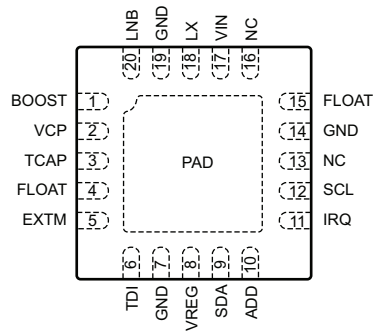 LNB GND LX VIN NC
20 19 18 17 16
BOOST 1 15 FLOAT
VCP 2 14 GND
TCAP 3 PAD 13 NC
FLOAT 4 12 SCL
EXTM 5 11 IRQ
6 7 8 9 10
TDI GND VREG SDA ADD